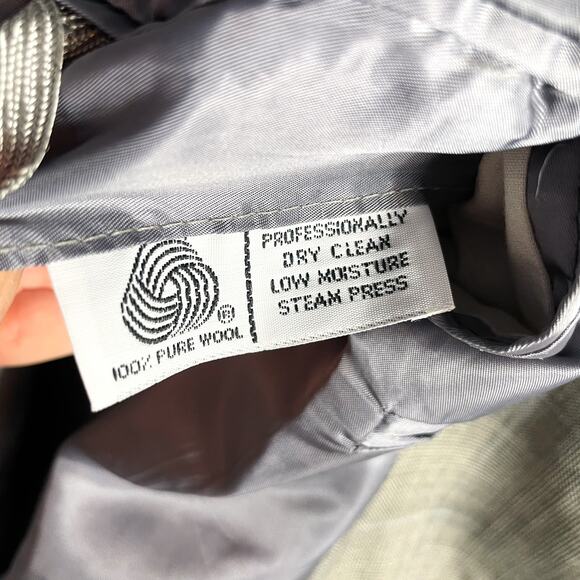 ®
100% PURE WOOL
PROFESSIONALLY
DRY CLEAN
LOW MOISTURE
STEAM PRESS